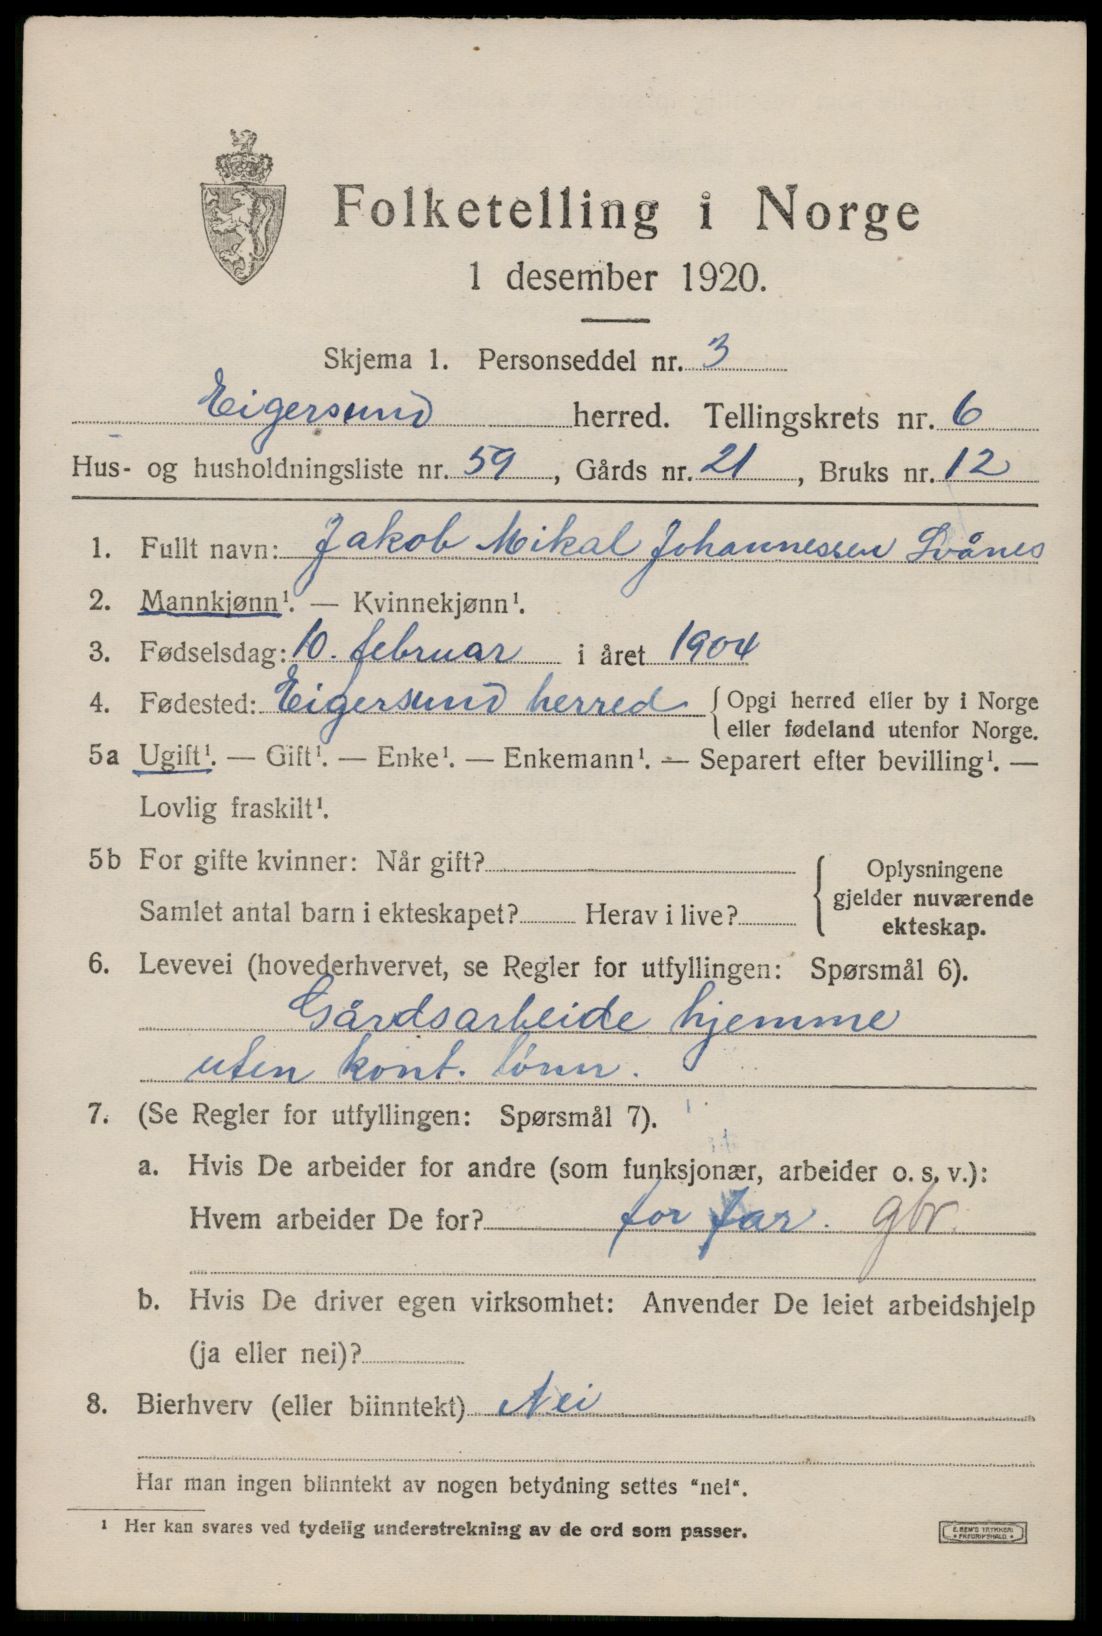 Folketelling i Norge
1 desember 1920.
Skjema 1. Personseddel nr. 3
Eigersund herred. Tellingskrets nr. 6
Hus- og husholdningsliste nr. 59, Gårds nr. 21, Bruks nr. 12
1. Fullt navn: Jakob Mikal Johannessen Svånes
2. Mannkjønn¹. — Kvinnekjønn¹.
3. Fødselsdag: 10. februar i året 1904
4. Fødested: Eigersund herred { Opgi herred eller by i Norge
eller fødeland utenfor Norge.
5a Ugift¹. — Gift¹. — Enke¹. — Enkemann¹. — Separert efter bevilling¹. —
Lovlig fraskilt¹.
5b For gifte kvinner: Når gift?
Samlet antal barn i ekteskapet? Herav i live?
{ Oplysningene
gjelder nuværende
ekteskap.
6. Levevei (hovederhvervet, se Regler for utfyllingen: Spørsmål 6).
Gårdsarbeide hjemme
uten kont. lønn.
7. (Se Regler for utfyllingen: Spørsmål 7).
a. Hvis De arbeider for andre (som funksjonær, arbeider o. s. v.):
Hvem arbeider De for? for far. gbr.
b. Hvis De driver egen virksomhet: Anvender De leiet arbeidshjelp
(ja eller nei)?
8. Bierhverv (eller biinntekt) Nei
Har man ingen biinntekt av nogen betydning settes "nei".
¹ Her kan svares ved tydelig understrekning av de ord som passer.
E. SEM'S TRYKKERI
FREDRIKSHALD